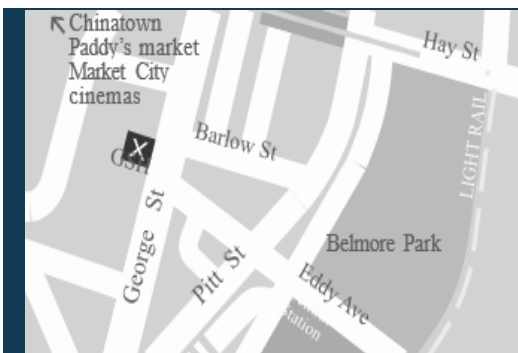 Chinatown
Paddy's market
Market City
cinemas
Hay St
LIGHT RAIL
Barlow St
X
George St
Pitt St
Belmore Park
Eddy Ave
Station